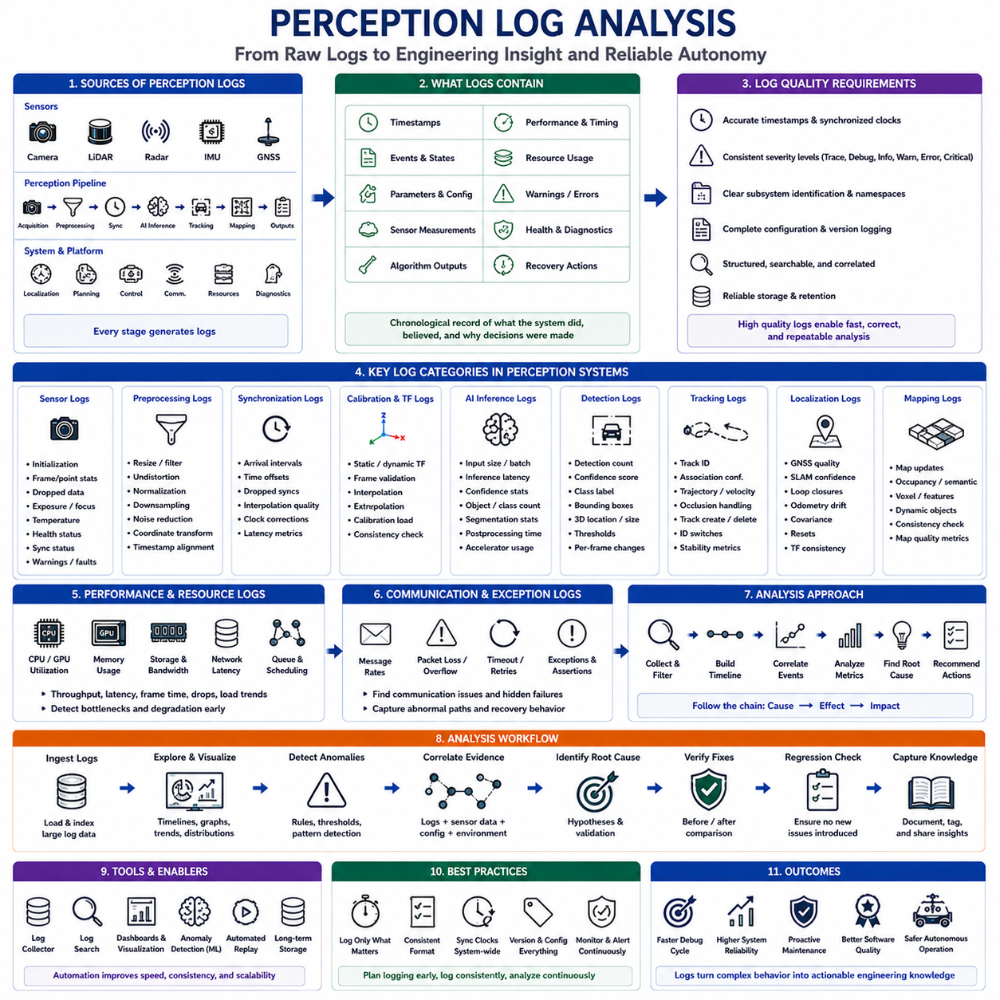 PERCEPTION LOG ANALYSIS
From Raw Logs to Engineering Insight and Reliable Autonomy
1. SOURCES OF PERCEPTION LOGS
Sensors
Camera
LiDAR
Radar
IMU
GNSS
Perception Pipeline
Acquisition
Preprocessing
Sync
AI Inference
Tracking
Mapping
Outputs
System & Platform
Localization
Planning
Control
Comm.
Resources
Diagnostics
Every stage generates logs
2. WHAT LOGS CONTAIN
Timestamps
Performance & Timing
Events & States
Resource Usage
Parameters & Config
Warnings / Errors
Sensor Measurements
Health & Diagnostics
Algorithm Outputs
Recovery Actions
Chronological record of what the system did,
believed, and why decisions were made
3. LOG QUALITY REQUIREMENTS
Accurate timestamps & synchronized clocks
Consistent severity levels (Trace, Debug, Info, Warn, Error, Critical)
Clear subsystem identification & namespaces
Complete configuration & version logging
Structured, searchable, and correlated
Reliable storage & retention
High quality logs enable fast, correct,
and repeatable analysis
4. KEY LOG CATEGORIES IN PERCEPTION SYSTEMS
Sensor Logs
• Initialization
• Frame/point stats
• Dropped data
• Exposure / focus
• Temperature
• Health status
• Sync status
• Warnings / faults
Preprocessing Logs
• Resize / filter
• Undistortion
• Normalization
• Downsampling
• Noise reduction
• Coordinate transform
• Timestamp alignment
Synchronization Logs
• Arrival intervals
• Time offsets
• Dropped syncs
• Interpolation quality
• Clock corrections
• Latency metrics
Calibration & TF Logs
Z
X
• Static / dynamic TF
• Frame validation
• Interpolation
• Extrepolation
• Calibration load
• Consistency check
AI Inference Logs
• Input size / batch
• Inference latency
• Confidence stats
• Object / class count
• Segmentation stats
• Postprocessing time
• Accelerator usage
Detection Logs
• Detection count
• Confidence score
• Class label
• Bounding boxes
• 3D location / size
• Thresholds
• Per-frame changes
Tracking Logs
• Track ID
• Association conf.
• Trajectory / velocity
• Occlusion handling
• Track create / delete
• ID switches
• Stability metrics
Localization Logs
• GNSS quality
• SLAM confidence
• Loop closures
• Odometry drift
• Covariance
• Resets
• TF consistency
Mapping Logs
• Map updates
• Occupancy / semantic
• Voxel / features
• Dynamic objects
• Consistency check
• Map quality metrics
5. PERFORMANCE & RESOURCE LOGS
CPU
CPU / GPU
Utilization
GPU
Memory
Usage
Storage &
Bandwidth
Network
Latency
Queue &
Scheduling
▸ Throughput, latency, frame time, drops, load trends
▸ Detect bottlenecks and degradation early
6. COMMUNICATION & EXCEPTION LOGS
Message
Rates
Packet Loss /
Overflow
Timeout /
Retries
Exceptions &
Assertions
▸ Find communication issues and hidden failures
▸ Capture abnormal paths and recovery behavior
7. ANALYSIS APPROACH
Collect &
Filter
Build
Timeline
Correlate
Events
Analyze
Metrics
Find Root
Cause
Recommend
Actions
Follow the chain: Cause → Effect → Impact
8. ANALYSIS WORKFLOW
Ingest Logs
Load & index
large log data
Explore & Visualize
Timelines, graphs,
trends, distributions
Detect Anomalies
Rules, thresholds,
pattern detection
Correlate Evidence
Logs + sensor data +
config + environment
Identify Root Cause
Hypotheses &
validation
Verify Fixes
Before / after
comparison
Regression Check
Ensure no new
issues introduced
Capture Knowledge
Document, tag,
and share insights
9. TOOLS & ENABLERS
Log
Collector
Log
Search
Dashboards &
Visualization
Anomaly
Detection (ML)
Automated
Replay
Long-term
Storage
Automation improves speed, consistency, and scalability
10. BEST PRACTICES
Log Only What
Matters
Consistent
Format
Sync Clocks
System-wide
Version & Config
Everything
Monitor & Alert
Continuously
Plan logging early, log consistently, analyze continuously
11. OUTCOMES
Faster Debug
Cycle
Higher System
Reliability
Proactive
Maintenance
Better Software
Quality
Safer Autonomous
Operation
Logs turn complex behavior into actionable engineering knowledge